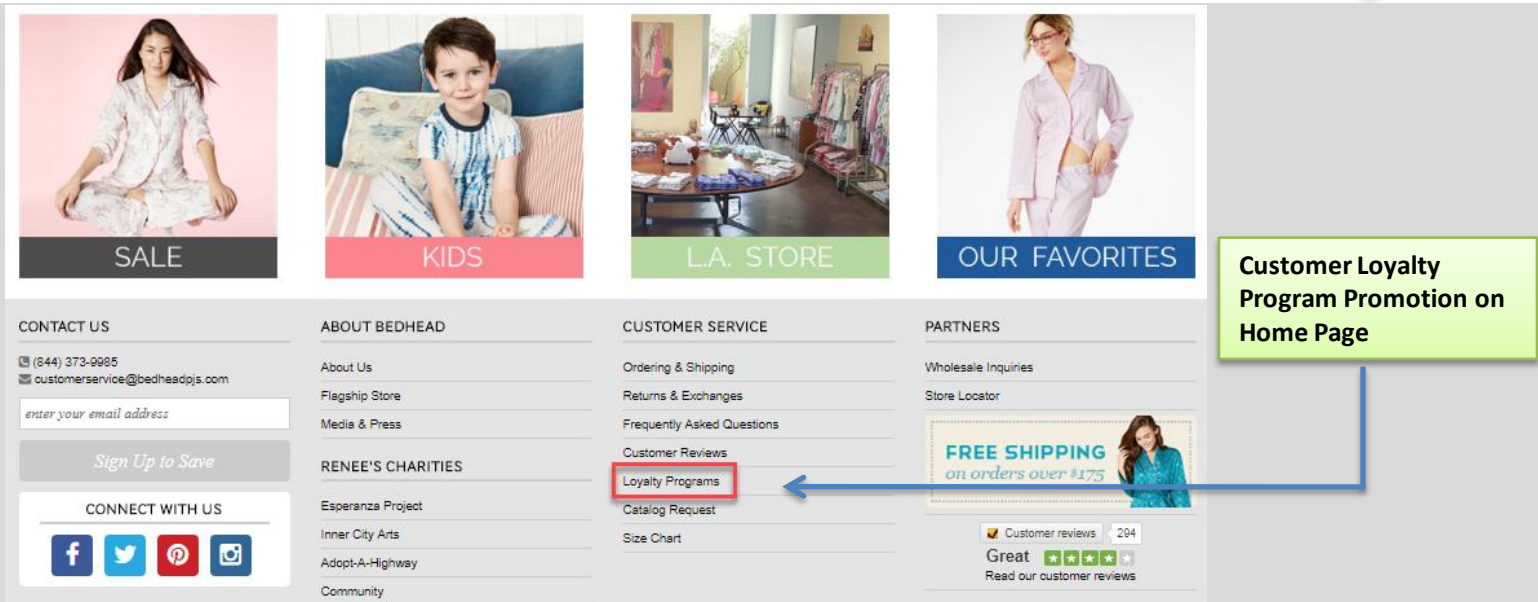 SALE
KIDS
L.A. STORE
OUR FAVORITES
Customer Loyalty
Program Promotion on
Home Page
CONTACT US
(844) 373-9985
customerservice@bedheadpjs.com
enter your email address
Sign Up to Save
CONNECT WITH US
ABOUT BEDHEAD
About Us
Flagship Store
Media & Press
RENEE'S CHARITIES
Esperanza Project
Inner City Arts
Adopt-A-Highway
Community
CUSTOMER SERVICE
Ordering & Shipping
Returns & Exchanges
Frequently Asked Questions
Customer Reviews
Loyalty Programs
Catalog Request
Size Chart
PARTNERS
Wholesale Inquiries
Store Locator
FREE SHIPPING
on orders over $175
Customer reviews 294
Great
Read our customer reviews